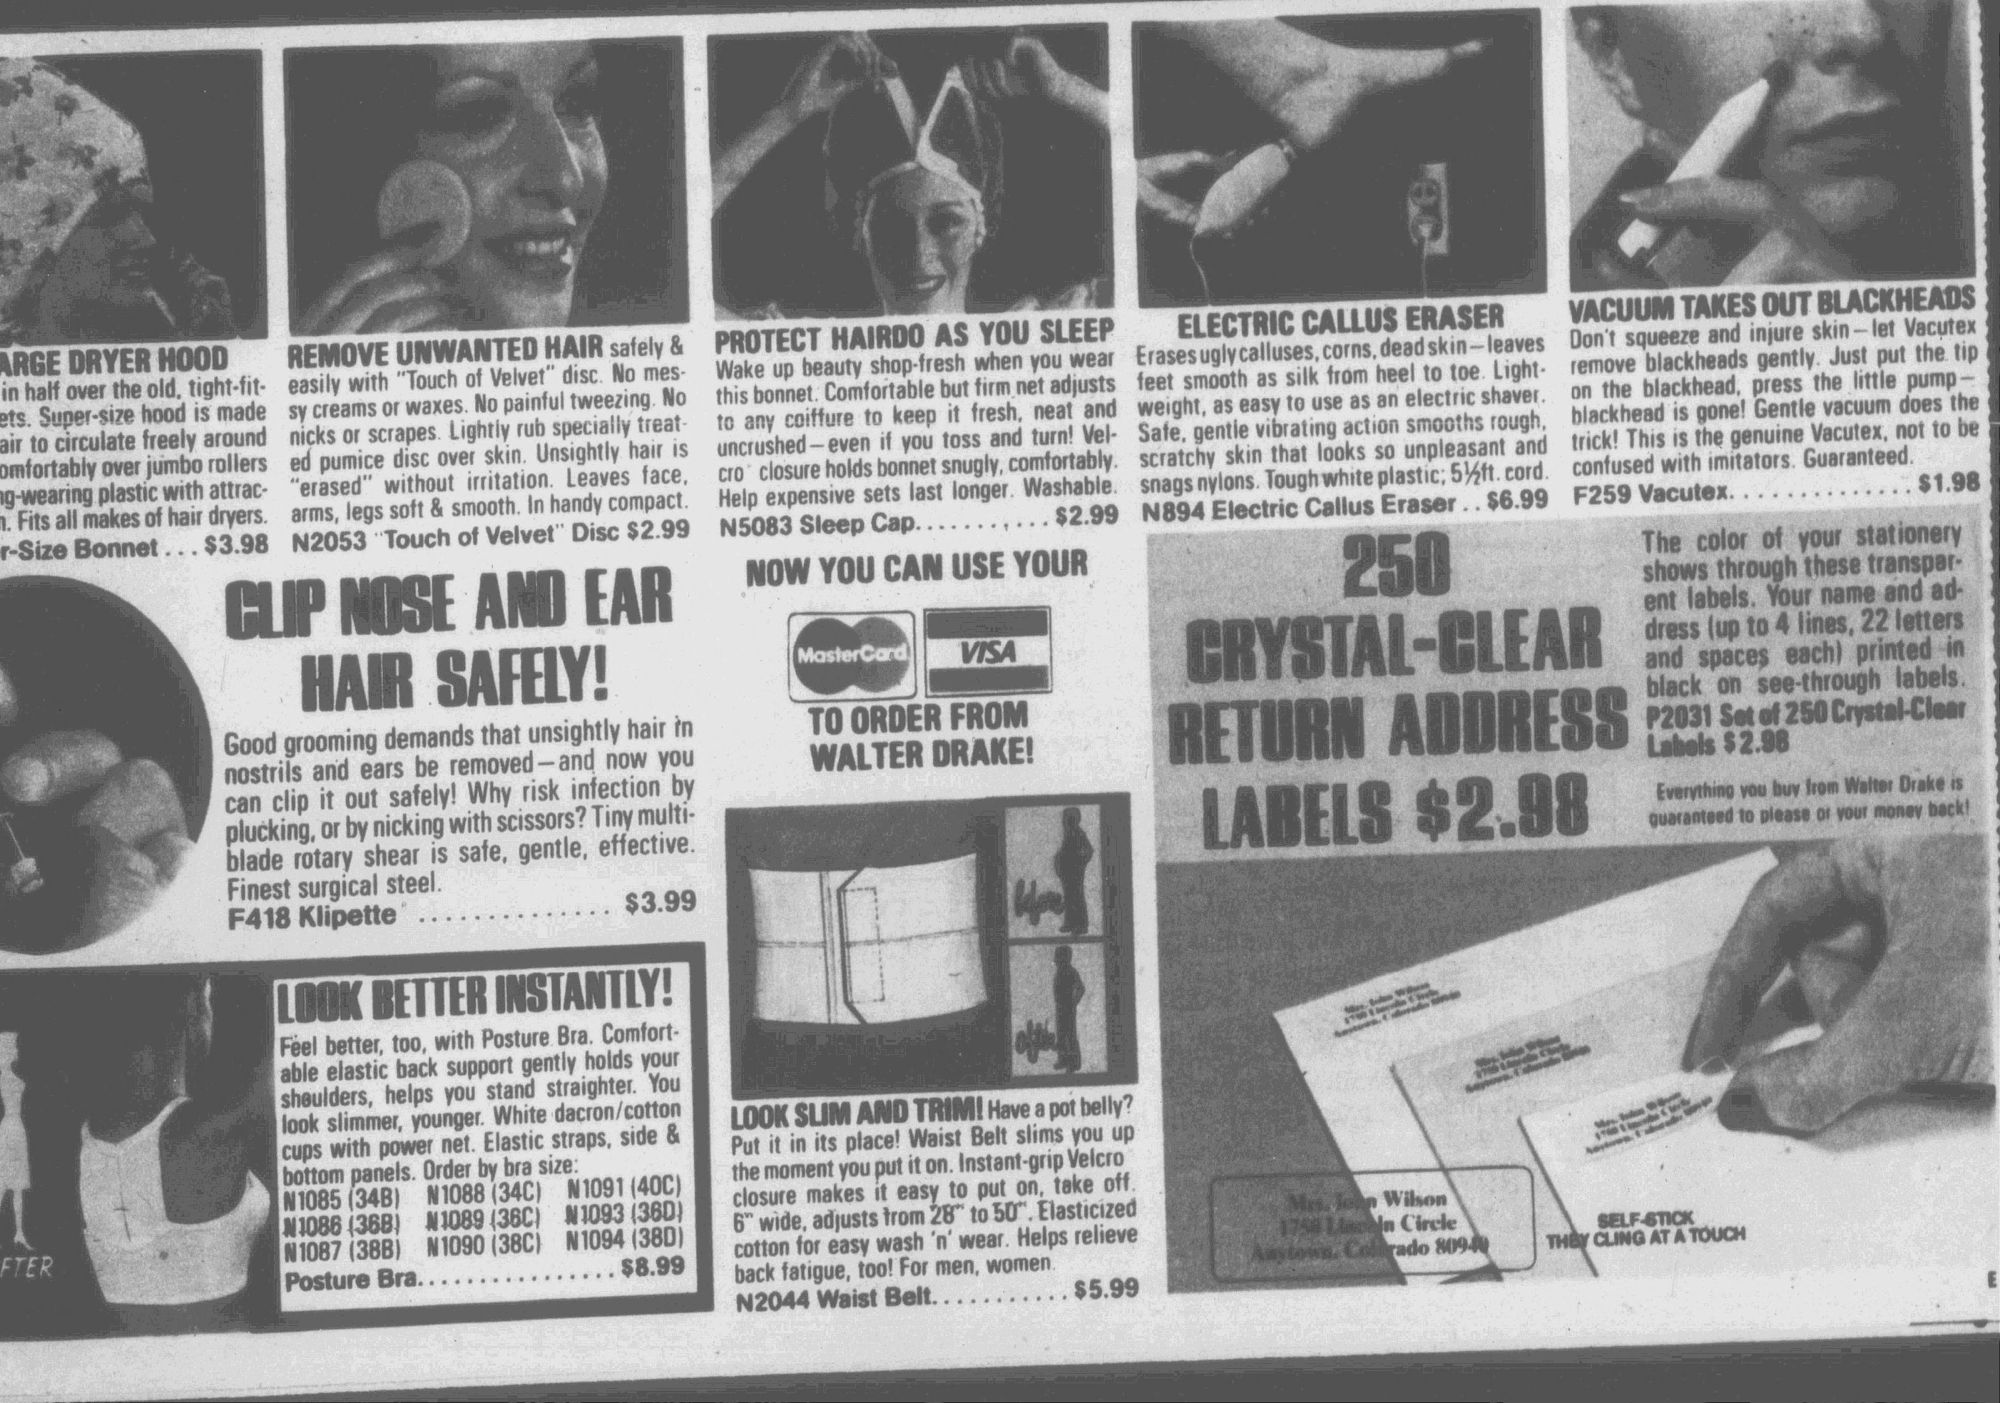 ARGE DRYER HOOD
in half over the old, tight-fit-
ets. Super-size hood is made
air to circulate freely around
omfortably over jumbo rollers
ng-wearing plastic with attrac-
n. Fits all makes of hair dryers.
r-Size Bonnet ... $3.98
REMOVE UNWANTED HAIR safely &
easily with "Touch of Velvet" disc. No mes-
sy creams or waxes. No painful tweezing. No
nicks or scrapes. Lightly rub specially treat-
ed pumice disc over skin. Unsightly hair is
"erased" without irritation. Leaves face,
arms, legs soft & smooth. In handy compact.
N2053 "Touch of Velvet" Disc $2.99
PROTECT HAIRDO AS YOU SLEEP
Wake up beauty shop-fresh when you wear
this bonnet. Comfortable but firm net adjusts
to any coiffure to keep it fresh, neat and
uncrushed—even if you toss and turn! Vel-
cro closure holds bonnet snugly, comfortably.
Help expensive sets last longer. Washable.
N5083 Sleep Cap........... $2.99
ELECTRIC CALLUS ERASER
Erases ugly calluses, corns, dead skin—leaves
feet smooth as silk from heel to toe. Light-
weight, as easy to use as an electric shaver.
Safe, gentle vibrating action smooths rough,
scratchy skin that looks so unpleasant and
snags nylons. Tough white plastic; 5½ft. cord.
N894 Electric Callus Eraser .. $6.99
VACUUM TAKES OUT BLACKHEADS
Don't squeeze and injure skin—let Vacutex
remove blackheads gently. Just put the tip
on the blackhead, press the little pump—
blackhead is gone! Gentle vacuum does the
trick! This is the genuine Vacutex, not to be
confused with imitators. Guaranteed.
F259 Vacutex............... $1.98
CLIP NOSE AND EAR
HAIR SAFELY!
Good grooming demands that unsightly hair in
nostrils and ears be removed—and now you
can clip it out safely! Why risk infection by
plucking, or by nicking with scissors? Tiny multi-
blade rotary shear is safe, gentle, effective.
Finest surgical steel.
F418 Klipette .............. $3.99
NOW YOU CAN USE YOUR
MasterCard
VISA
TO ORDER FROM
WALTER DRAKE!
250
CRYSTAL-CLEAR
RETURN ADDRESS
LABELS $2.98
The color of your stationery
shows through these transpar-
ent labels. Your name and ad-
dress (up to 4 lines, 22 letters
and spaces each) printed in
black on see-through labels.
P2031 Set of 250 Crystal-Clear
Labels $2.98
Everything you buy from Walter Drake is
guaranteed to please or your money back!
FTER
LOOK BETTER INSTANTLY!
Feel better, too, with Posture Bra. Comfort-
able elastic back support gently holds your
shoulders, helps you stand straighter. You
look slimmer, younger. White dacron/cotton
cups with power net. Elastic straps, side &
bottom panels. Order by bra size:
N1085 (34B) N1088 (34C) N1091 (40C)
N1086 (36B) N1089 (36C) N1093 (36D)
N1087 (38B) N1090 (38C) N1094 (38D)
Posture Bra................ $8.99
before
after
LOOK SLIM AND TRIM! Have a pot belly?
Put it in its place! Waist Belt slims you up
the moment you put it on. Instant-grip Velcro
closure makes it easy to put on, take off.
6" wide, adjusts from 28" to 50". Elasticized
cotton for easy wash 'n' wear. Helps relieve
back fatigue, too! For men, women.
N2044 Waist Belt............ $5.99
Mrs. John Wilson
1750 Lincoln Circle
Anytown, Colorado 80940
SELF-STICK
THEY CLING AT A TOUCH
E